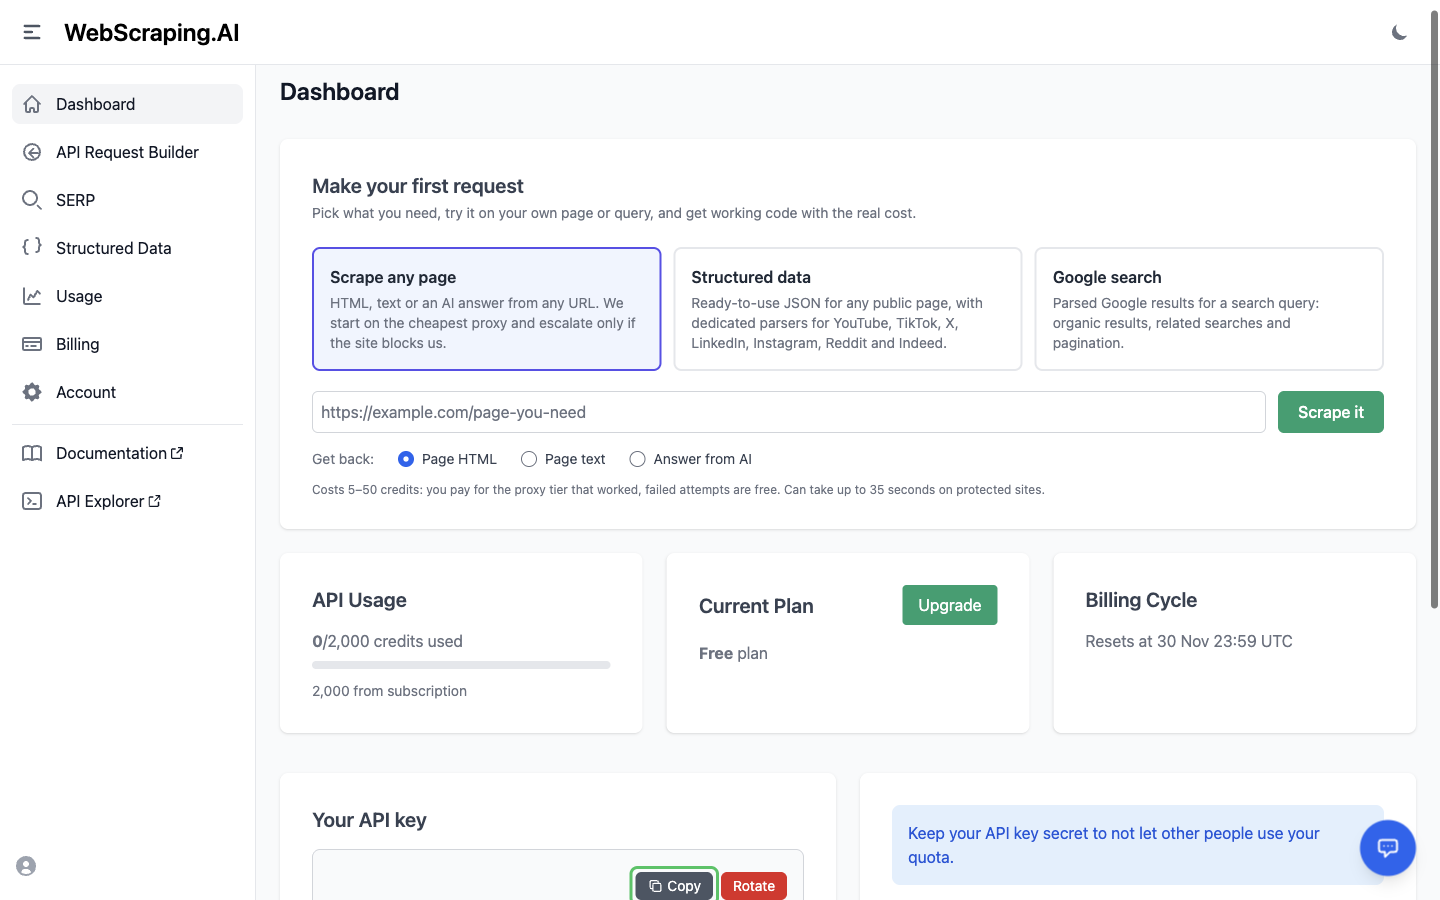 WebScraping.AI
Dashboard
API Request Builder
SERP
Structured Data
Usage
Billing
Account
Documentation
API Explorer
Dashboard
Make your first request
Pick what you need, try it on your own page or query, and get working code with the real cost.
Scrape any page
HTML, text or an AI answer from any URL. We
start on the cheapest proxy and escalate only if
the site blocks us.
Structured data
Ready-to-use JSON for any public page, with
dedicated parsers for YouTube, TikTok, X,
LinkedIn, Instagram, Reddit and Indeed.
Google search
Parsed Google results for a search query:
organic results, related searches and
pagination.
https://example.com/page-you-need
Scrape it
Get back: Page HTML Page text Answer from AI
Costs 5–50 credits: you pay for the proxy tier that worked, failed attempts are free. Can take up to 35 seconds on protected sites.
API Usage
0/2,000 credits used
2,000 from subscription
Current Plan
Upgrade
Free plan
Billing Cycle
Resets at 30 Nov 23:59 UTC
Your API key
Copy
Rotate
Keep your API key secret to not let other people use your
quota.